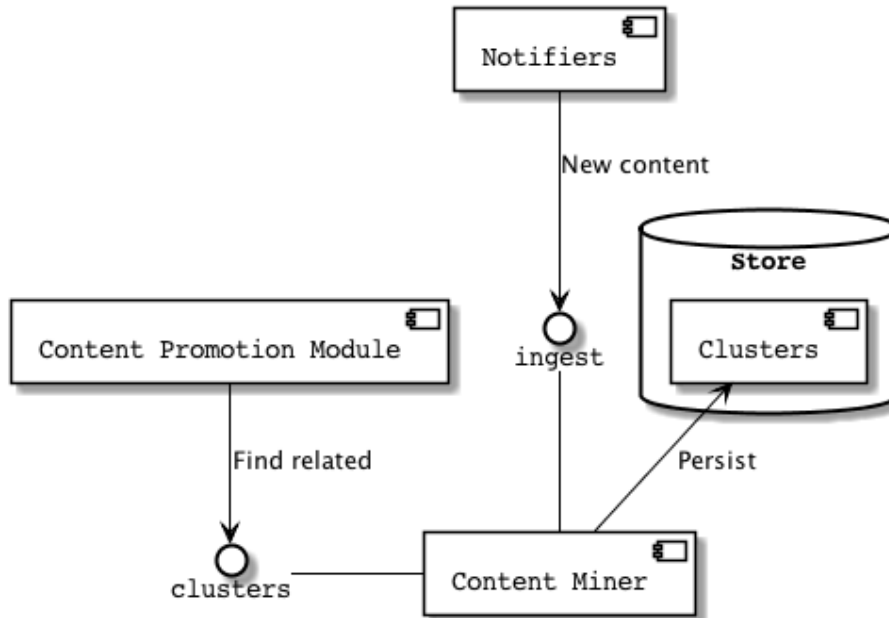 Notifiers
New content
Store
Content Promotion Module
ingest
Clusters
Find related
Persist
clusters
Content Miner